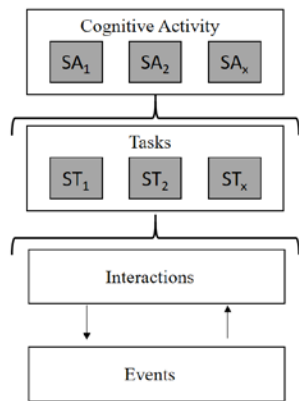 Cognitive Activity
SA₁ SA₂ SAₓ
Tasks
ST₁ ST₂ STₓ
Interactions
Events